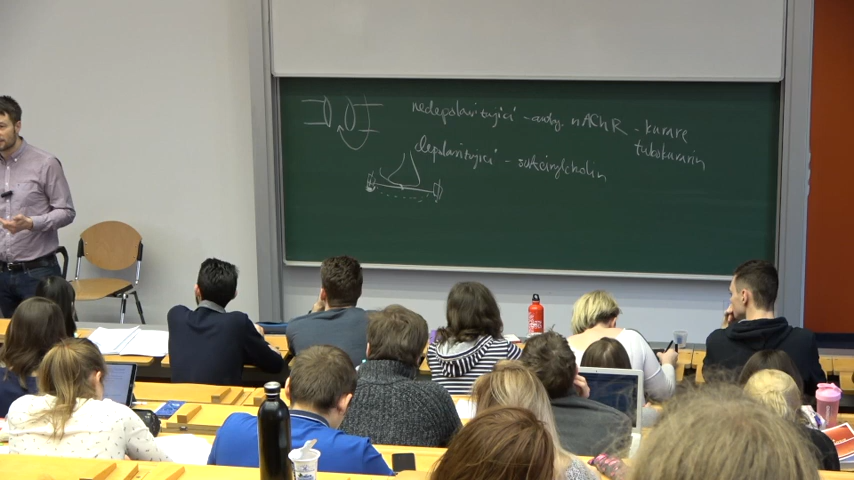 nedepolarizující - antag nAChR - kurare
tubokurarin
depolarizující - sukcinylcholin